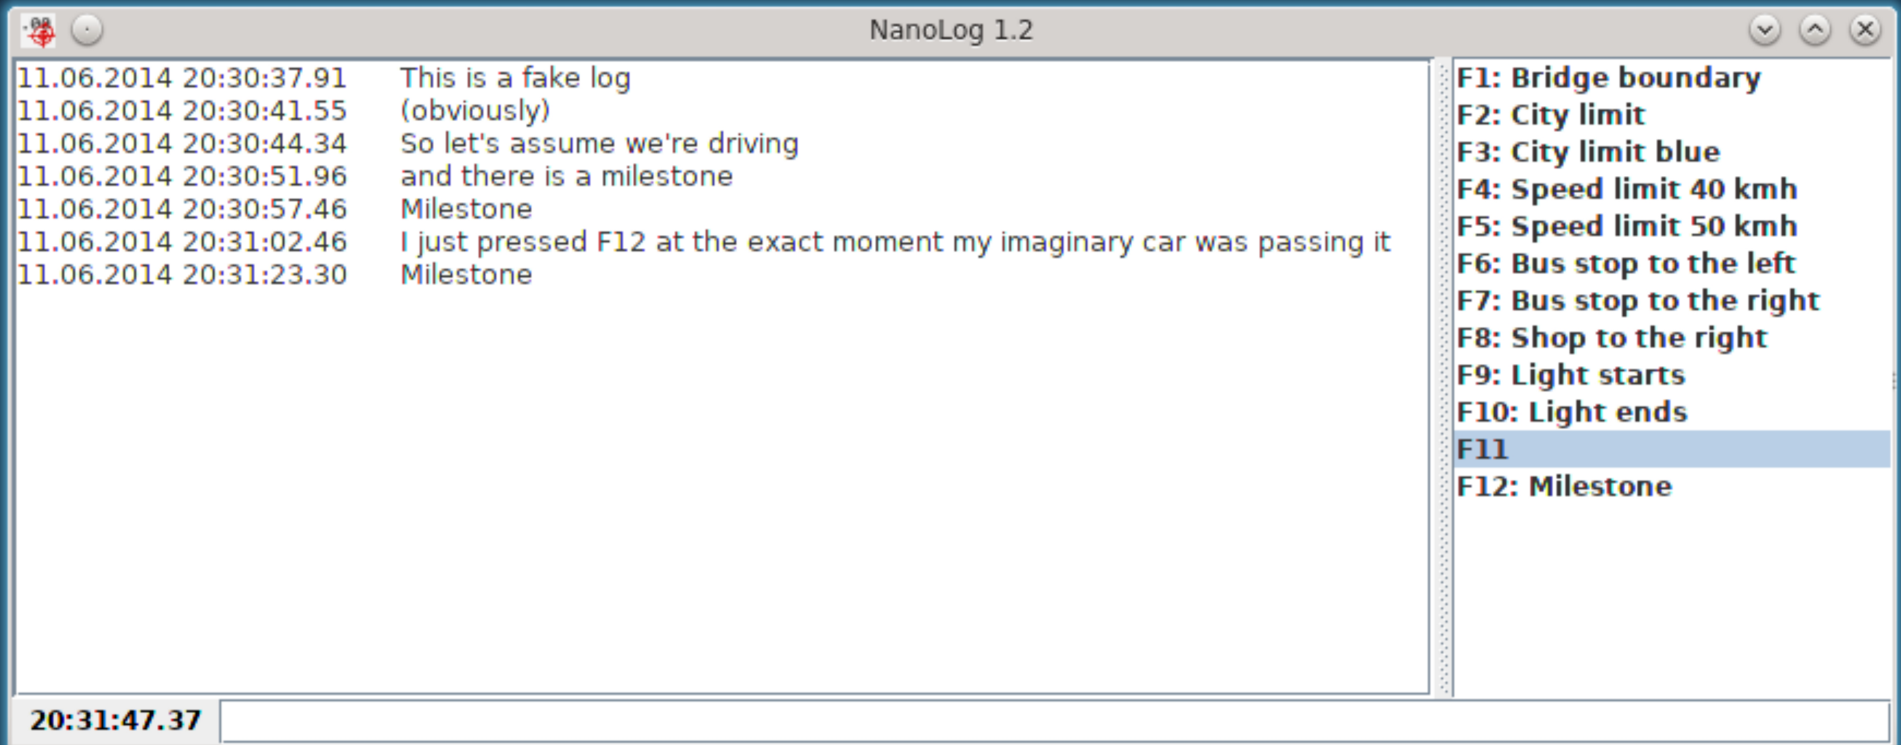 NanoLog 1.2
11.06.2014 20:30:37.91 This is a fake log
11.06.2014 20:30:41.55 (obviously)
11.06.2014 20:30:44.34 So let's assume we're driving
11.06.2014 20:30:51.96 and there is a milestone
11.06.2014 20:30:57.46 Milestone
11.06.2014 20:31:02.46 I just pressed F12 at the exact moment my imaginary car was passing it
11.06.2014 20:31:23.30 Milestone
F1: Bridge boundary
F2: City limit
F3: City limit blue
F4: Speed limit 40 kmh
F5: Speed limit 50 kmh
F6: Bus stop to the left
F7: Bus stop to the right
F8: Shop to the right
F9: Light starts
F10: Light ends
F11
F12: Milestone
20:31:47.37